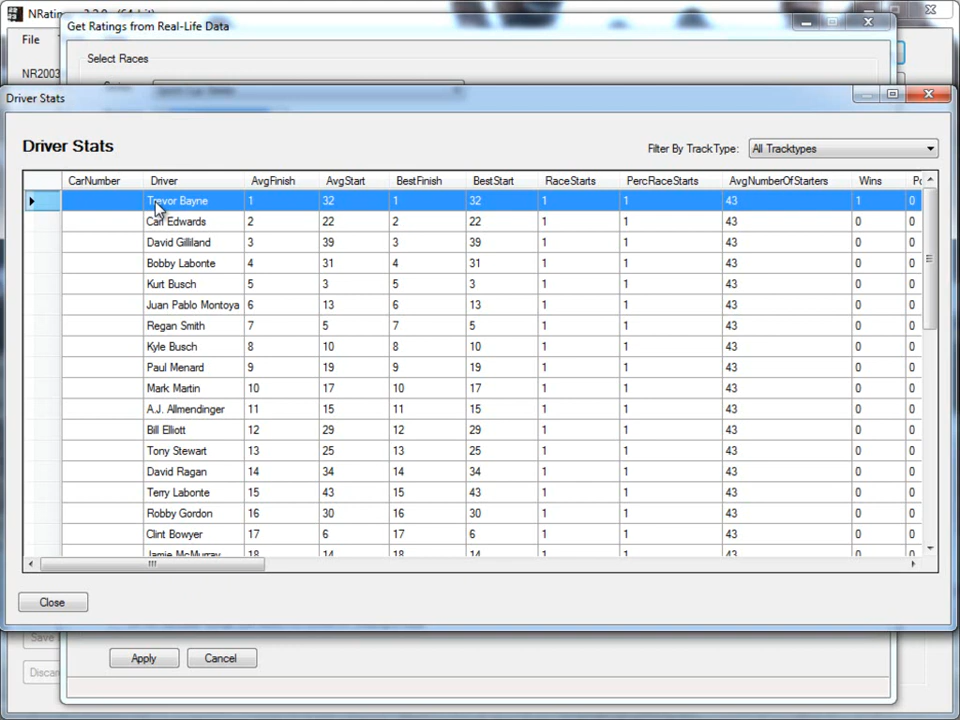 NRatings 3.2.0 (64-bit)
Get Ratings from Real-Life Data
File
Select Races
NR2003
Driver Stats
Driver Stats
Filter By TrackType: All Tracktypes
CarNumber Driver AvgFinish AvgStart BestFinish BestStart RaceStarts PercRaceStarts AvgNumberOfStarters Wins
Trevor Bayne 1 32 1 32 1 1 43 1 0
Carl Edwards 2 22 2 22 1 1 43 0 0
David Gilliland 3 39 3 39 1 1 43 0 0
Bobby Labonte 4 31 4 31 1 1 43 0 0
Kurt Busch 5 3 5 3 1 1 43 0 0
Juan Pablo Montoya 6 13 6 13 1 1 43 0 0
Regan Smith 7 5 7 5 1 1 43 0 0
Kyle Busch 8 10 8 10 1 1 43 0 0
Paul Menard 9 19 9 19 1 1 43 0 0
Mark Martin 10 17 10 17 1 1 43 0 0
A.J. Allmendinger 11 15 11 15 1 1 43 0 0
Bill Elliott 12 29 12 29 1 1 43 0 0
Tony Stewart 13 25 13 25 1 1 43 0 0
David Ragan 14 34 14 34 1 1 43 0 0
Terry Labonte 15 43 15 43 1 1 43 0 0
Robby Gordon 16 30 16 30 1 1 43 0 0
Clint Bowyer 17 6 17 6 1 1 43 0 0
Jamie McMurray 18 14 18 14 1 1 43 0 0
Close
Save
Apply Cancel
Discard